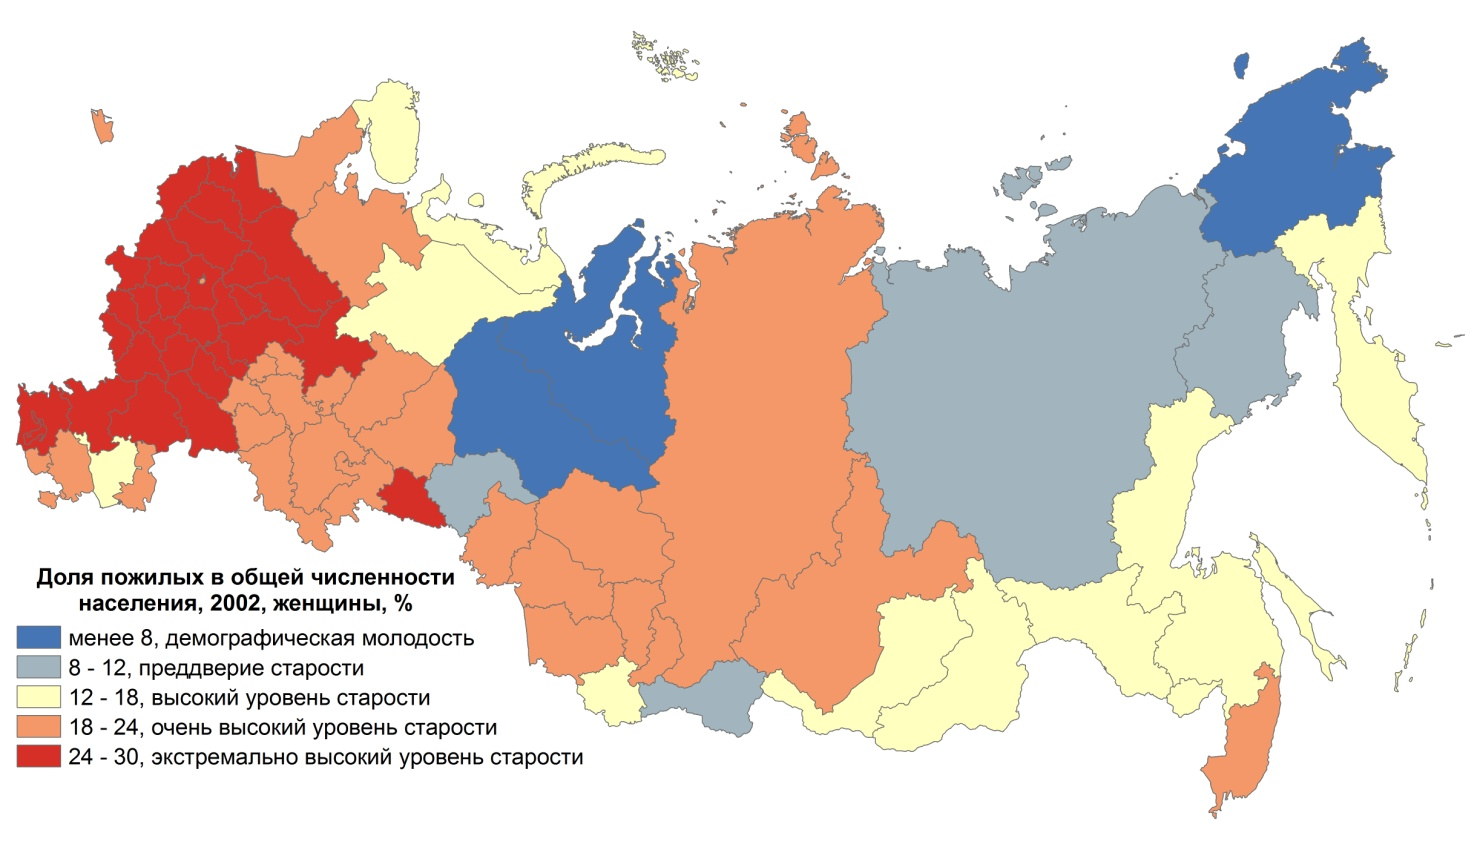 Доля пожилых в общей численности
населения, 2002, женщины, %
менее 8, демографическая молодость
8 - 12, преддверие старости
12 - 18, высокий уровень старости
18 - 24, очень высокий уровень старости
24 - 30, экстремально высокий уровень старости